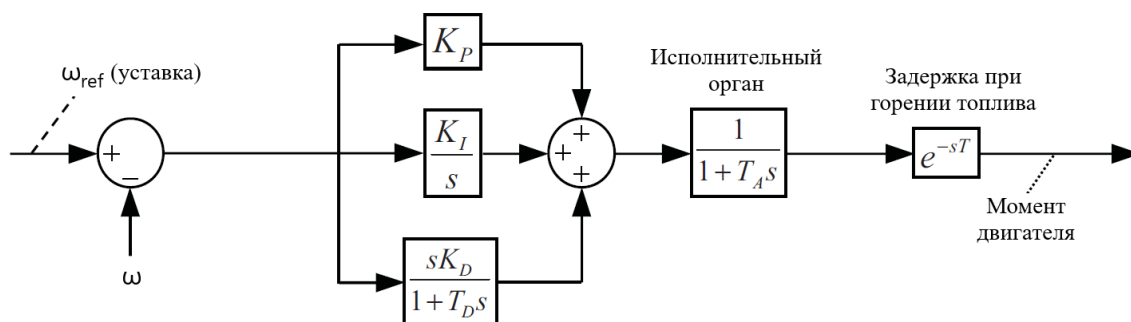 ω_ref (уставка)
+
−
ω
K_P
K_I
s
sK_D
1+T_D s
+
+
+
Исполнительный
орган
1
1+T_A s
Задержка при
горении топлива
e^{-sT}
Момент
двигателя